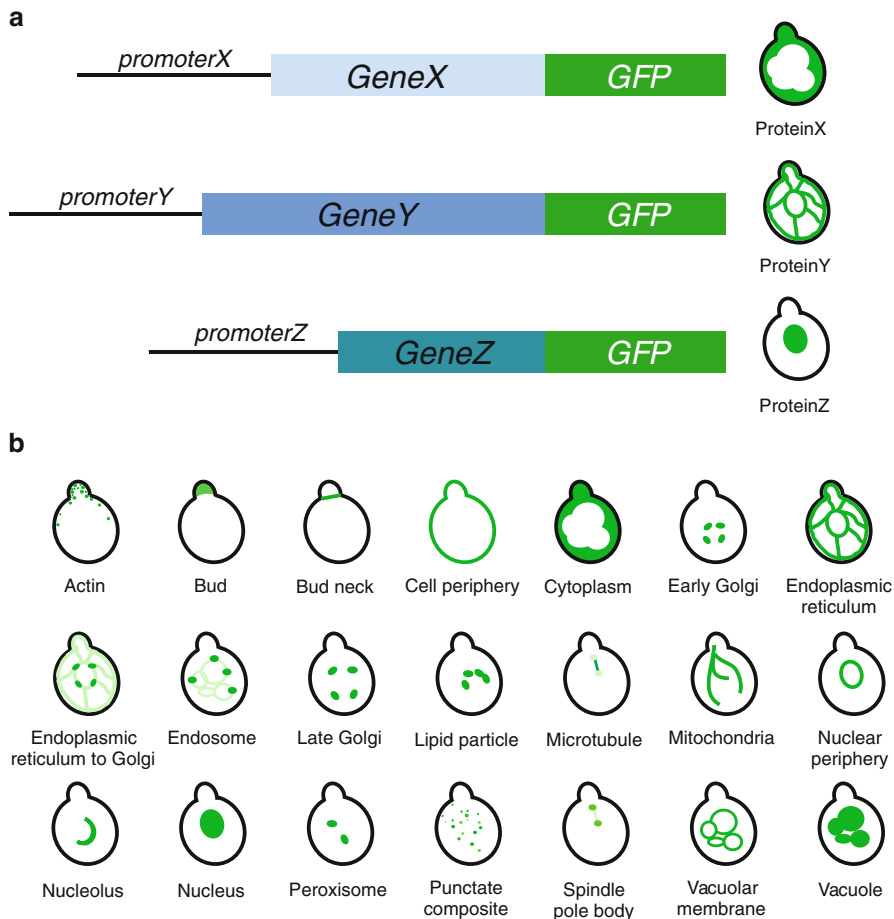 a
promoterX
GeneX
GFP
ProteinX
promoterY
GeneY
GFP
ProteinY
promoterZ
GeneZ
GFP
ProteinZ
b
Actin
Bud
Bud neck
Cell periphery
Cytoplasm
Early Golgi
Endoplasmic
reticulum
Endoplasmic
reticulum to Golgi
Endosome
Late Golgi
Lipid particle
Microtubule
Mitochondria
Nuclear
periphery
Nucleolus
Nucleus
Peroxisome
Punctate
composite
Spindle
pole body
Vacuolar
membrane
Vacuole